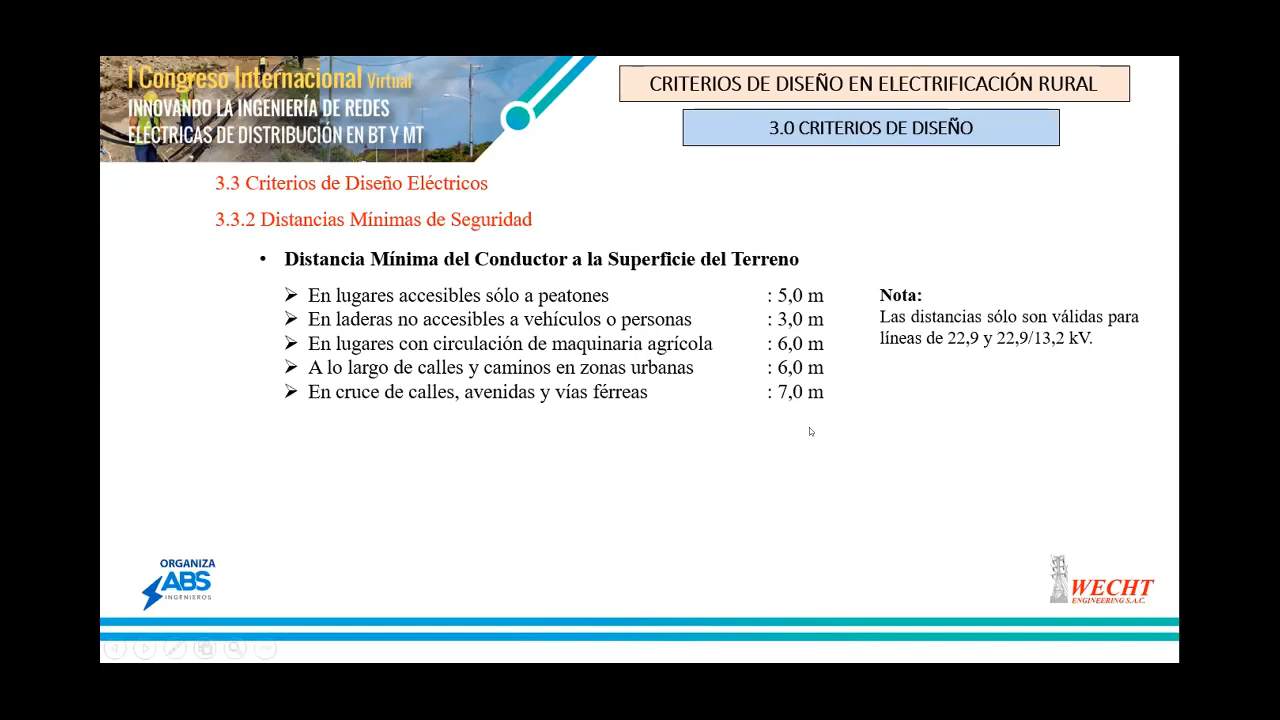 I Congreso Internacional Virtual
INNOVANDO LA INGENIERÍA DE REDES
ELÉCTRICAS DE DISTRIBUCIÓN EN BT Y MT
CRITERIOS DE DISEÑO EN ELECTRIFICACIÓN RURAL
3.0 CRITERIOS DE DISEÑO
3.3 Criterios de Diseño Eléctricos
3.3.2 Distancias Mínimas de Seguridad
• Distancia Mínima del Conductor a la Superficie del Terreno
➢ En lugares accesibles sólo a peatones : 5,0 m
➢ En laderas no accesibles a vehículos o personas : 3,0 m
➢ En lugares con circulación de maquinaria agrícola : 6,0 m
➢ A lo largo de calles y caminos en zonas urbanas : 6,0 m
➢ En cruce de calles, avenidas y vías férreas : 7,0 m
Nota:
Las distancias sólo son válidas para
líneas de 22,9 y 22,9/13,2 kV.
ORGANIZA
ABS
INGENIEROS
WECHT
ENGINEERING S.A.C.